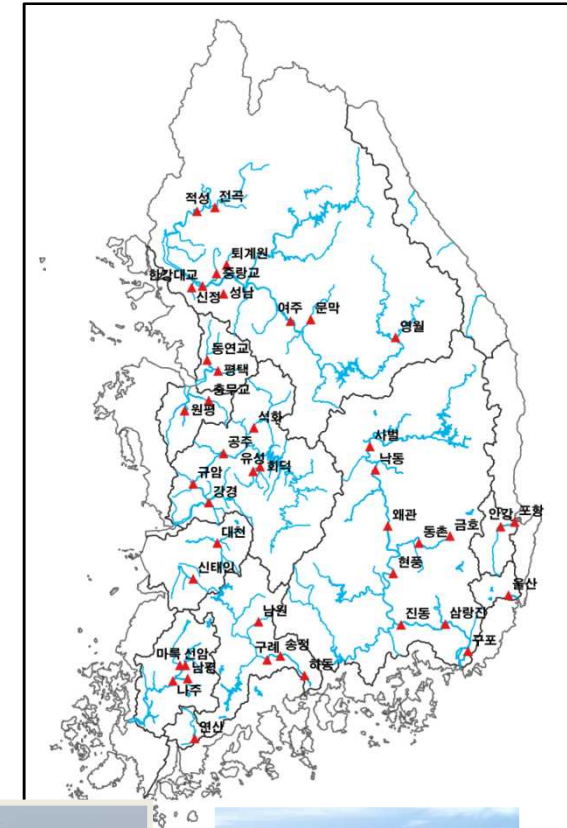 적성
전곡
퇴계원
중랑교
한강대교
신정
성남
여주
문막
영월
동연교
평택
충무교
원평
석화
공주
유성
회덕
규암
강경
사벌
낙동
왜관
동촌
금호
안강
포항
대천
현풍
신태인
울산
남원
진동
삼랑진
구포
마륵
선암
남평
나주
구례
송정
하동
연산